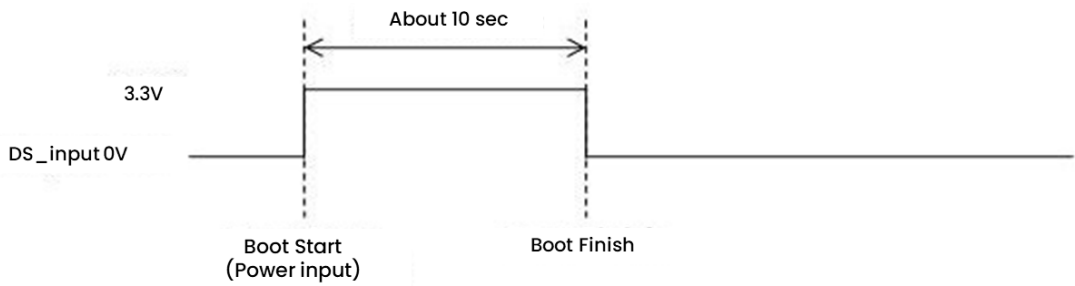 About 10 sec
3.3V
DS_input 0V
Boot Start
(Power input)
Boot Finish